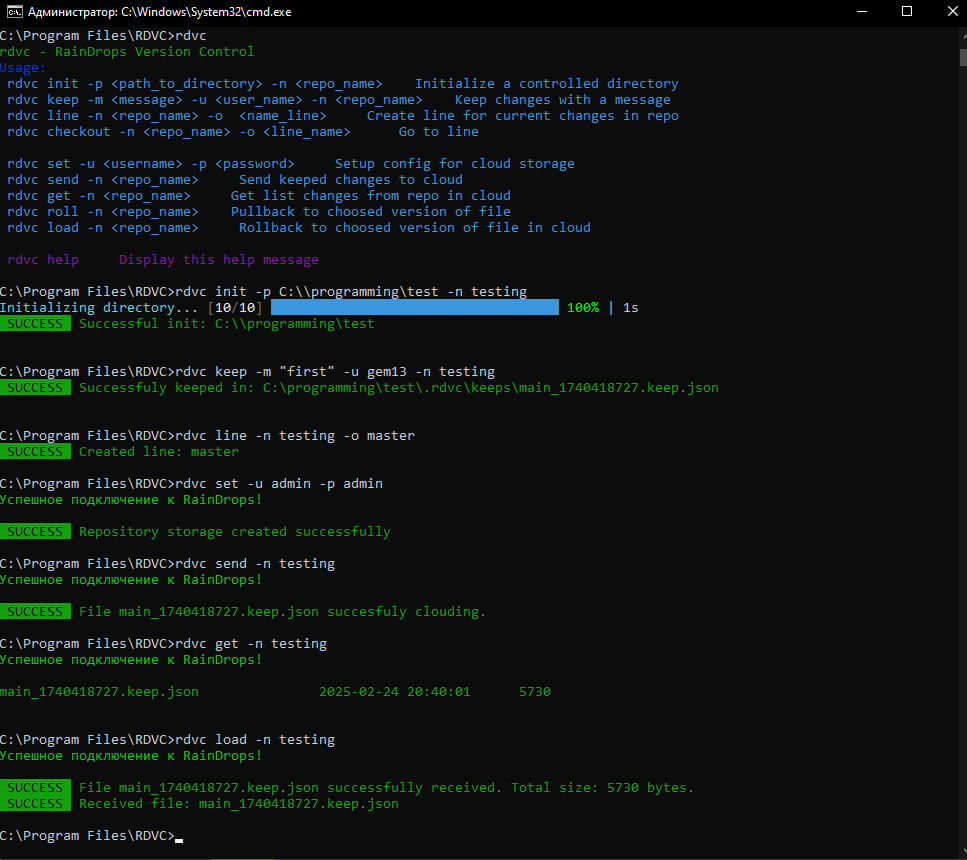 Администратор: C:\Windows\System32\cmd.exe
C:\Program Files\RDVC>rdvc
rdvc - RainDrops Version Control
Usage:
rdvc init -p <path_to_directory> -n <repo_name>    Initialize a controlled directory
rdvc keep -m <message> -u <user_name> -n <repo_name>    Keep changes with a message
rdvc line -n <repo_name> -o  <name_line>     Create line for current changes in repo
rdvc checkout -n <repo_name> -o <line_name>      Go to line
rdvc set -u <username> -p <password>     Setup config for cloud storage
rdvc send -n <repo_name>     Send keeped changes to cloud
rdvc get -n <repo_name>     Get list changes from repo in cloud
rdvc roll -n <repo_name>    Pullback to choosed version of file
rdvc load -n <repo_name>     Rollback to choosed version of file in cloud
rdvc help     Display this help message
C:\Program Files\RDVC>rdvc init -p C:\\programming\test -n testing
Initializing directory... [10/10] 100% | 1s
SUCCESS  Successful init: C:\\programming\test
C:\Program Files\RDVC>rdvc keep -m "first" -u gem13 -n testing
SUCCESS  Successfuly keeped in: C:\programming\test\.rdvc\keeps\main_1740418727.keep.json
C:\Program Files\RDVC>rdvc line -n testing -o master
SUCCESS  Created line: master
C:\Program Files\RDVC>rdvc set -u admin -p admin
Успешное подключение к RainDrops!
SUCCESS  Repository storage created successfully
C:\Program Files\RDVC>rdvc send -n testing
Успешное подключение к RainDrops!
SUCCESS  File main_1740418727.keep.json succesfuly clouding.
C:\Program Files\RDVC>rdvc get -n testing
Успешное подключение к RainDrops!
main_1740418727.keep.json               2025-02-24 20:40:01      5730
C:\Program Files\RDVC>rdvc load -n testing
Успешное подключение к RainDrops!
SUCCESS  File main_1740418727.keep.json successfully received. Total size: 5730 bytes.
SUCCESS  Received file: main_1740418727.keep.json
C:\Program Files\RDVC>